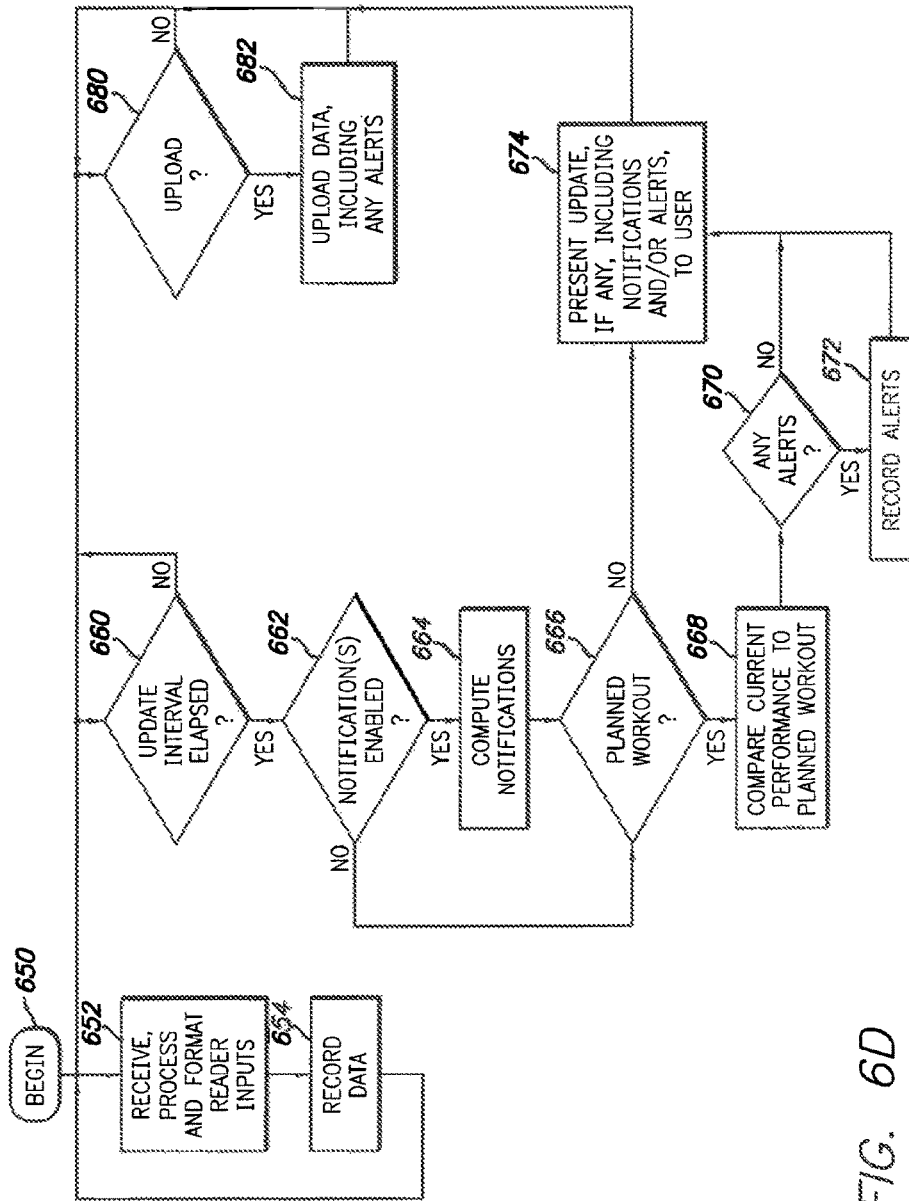 BEGIN
650
652
RECEIVE,
PROCESS
AND FORMAT
READER
INPUTS
654
RECORD
DATA
660
UPDATE
INTERVAL
ELAPSED
?
NO
YES
662
NOTIFICATION(S)
ENABLED
?
NO
YES
664
COMPUTE
NOTIFICATIONS
666
PLANNED
WORKOUT
?
NO
YES
668
COMPARE CURRENT
PERFORMANCE TO
PLANNED WORKOUT
670
ANY
ALERTS
?
NO
YES
672
RECORD ALERTS
674
PRESENT UPDATE,
IF ANY, INCLUDING
NOTIFICATIONS
AND/OR ALERTS,
TO USER
680
UPLOAD
?
NO
YES
682
UPLOAD DATA,
INCLUDING
ANY ALERTS
FIG. 6D